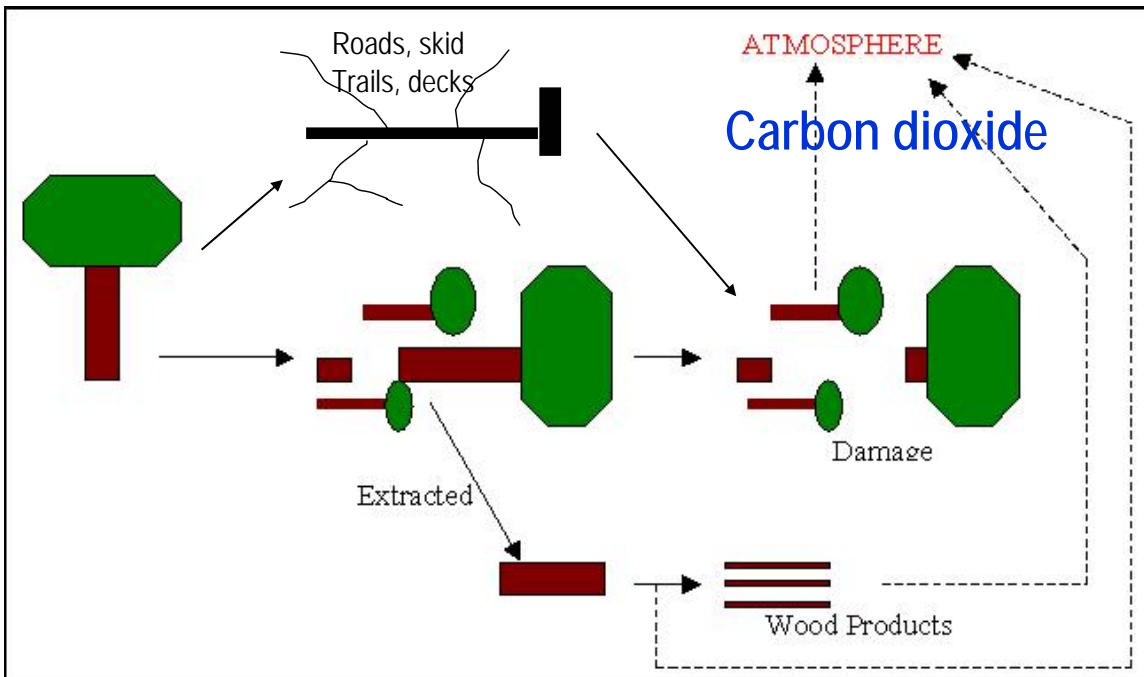 Roads, skid
Trails, decks
ATMOSPHERE
Carbon dioxide
Damage
Extracted
Wood Products